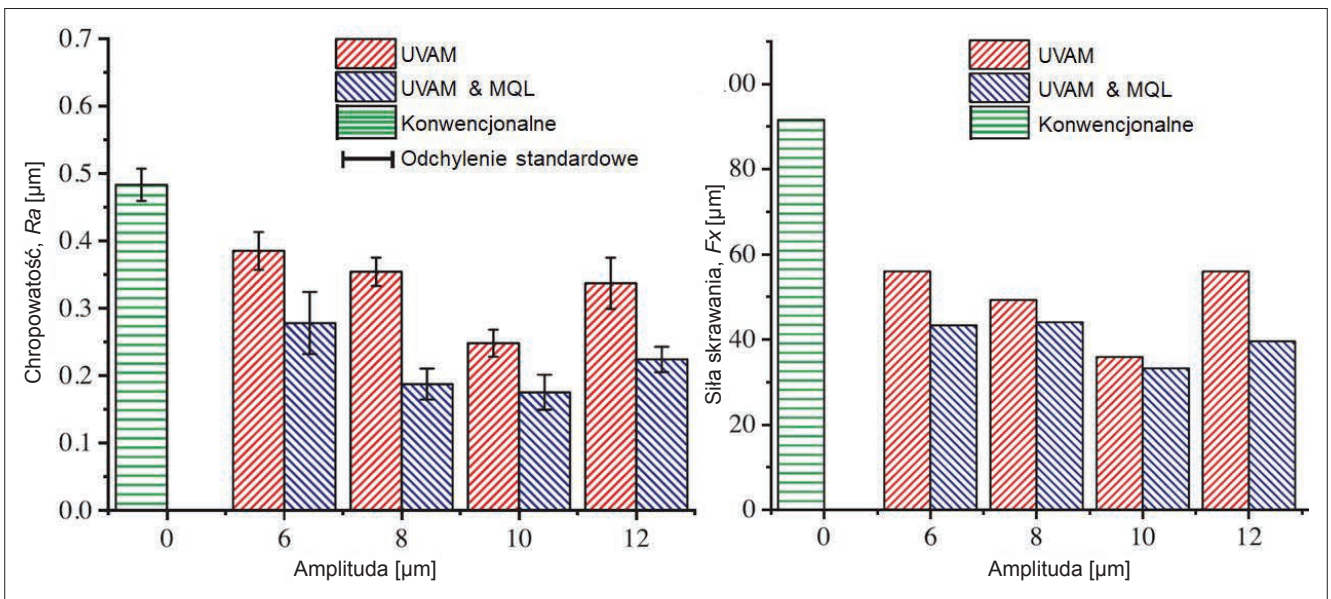 0.7
0.6
0.5
0.4
0.3
0.2
0.1
0.0
Chropowatość, Ra [μm]
UVAM
UVAM & MQL
Konwencjonalne
Odchylenie standardowe
0 6 8 10 12
Amplituda [μm]
00
80
60
40
20
0
Siła skrawania, Fx [μm]
UVAM
UVAM & MQL
Konwencjonalne
0 6 8 10 12
Amplituda [μm]